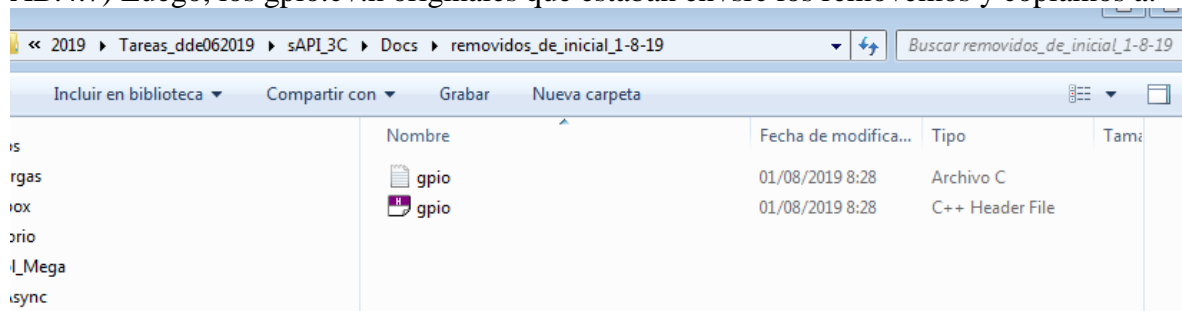 « 2019 ▸ Tareas_dde062019 ▸ sAPI_3C ▸ Docs ▸ removidos_de_inicial_1-8-19
Buscar removidos_de_inicial_1-8-19
Incluir en biblioteca ▾ Compartir con ▾ Grabar Nueva carpeta
Nombre Fecha de modifica... Tipo Tama
gpio 01/08/2019 8:28 Archivo C
gpio 01/08/2019 8:28 C++ Header File
rgas
orio
l_Mega
Async